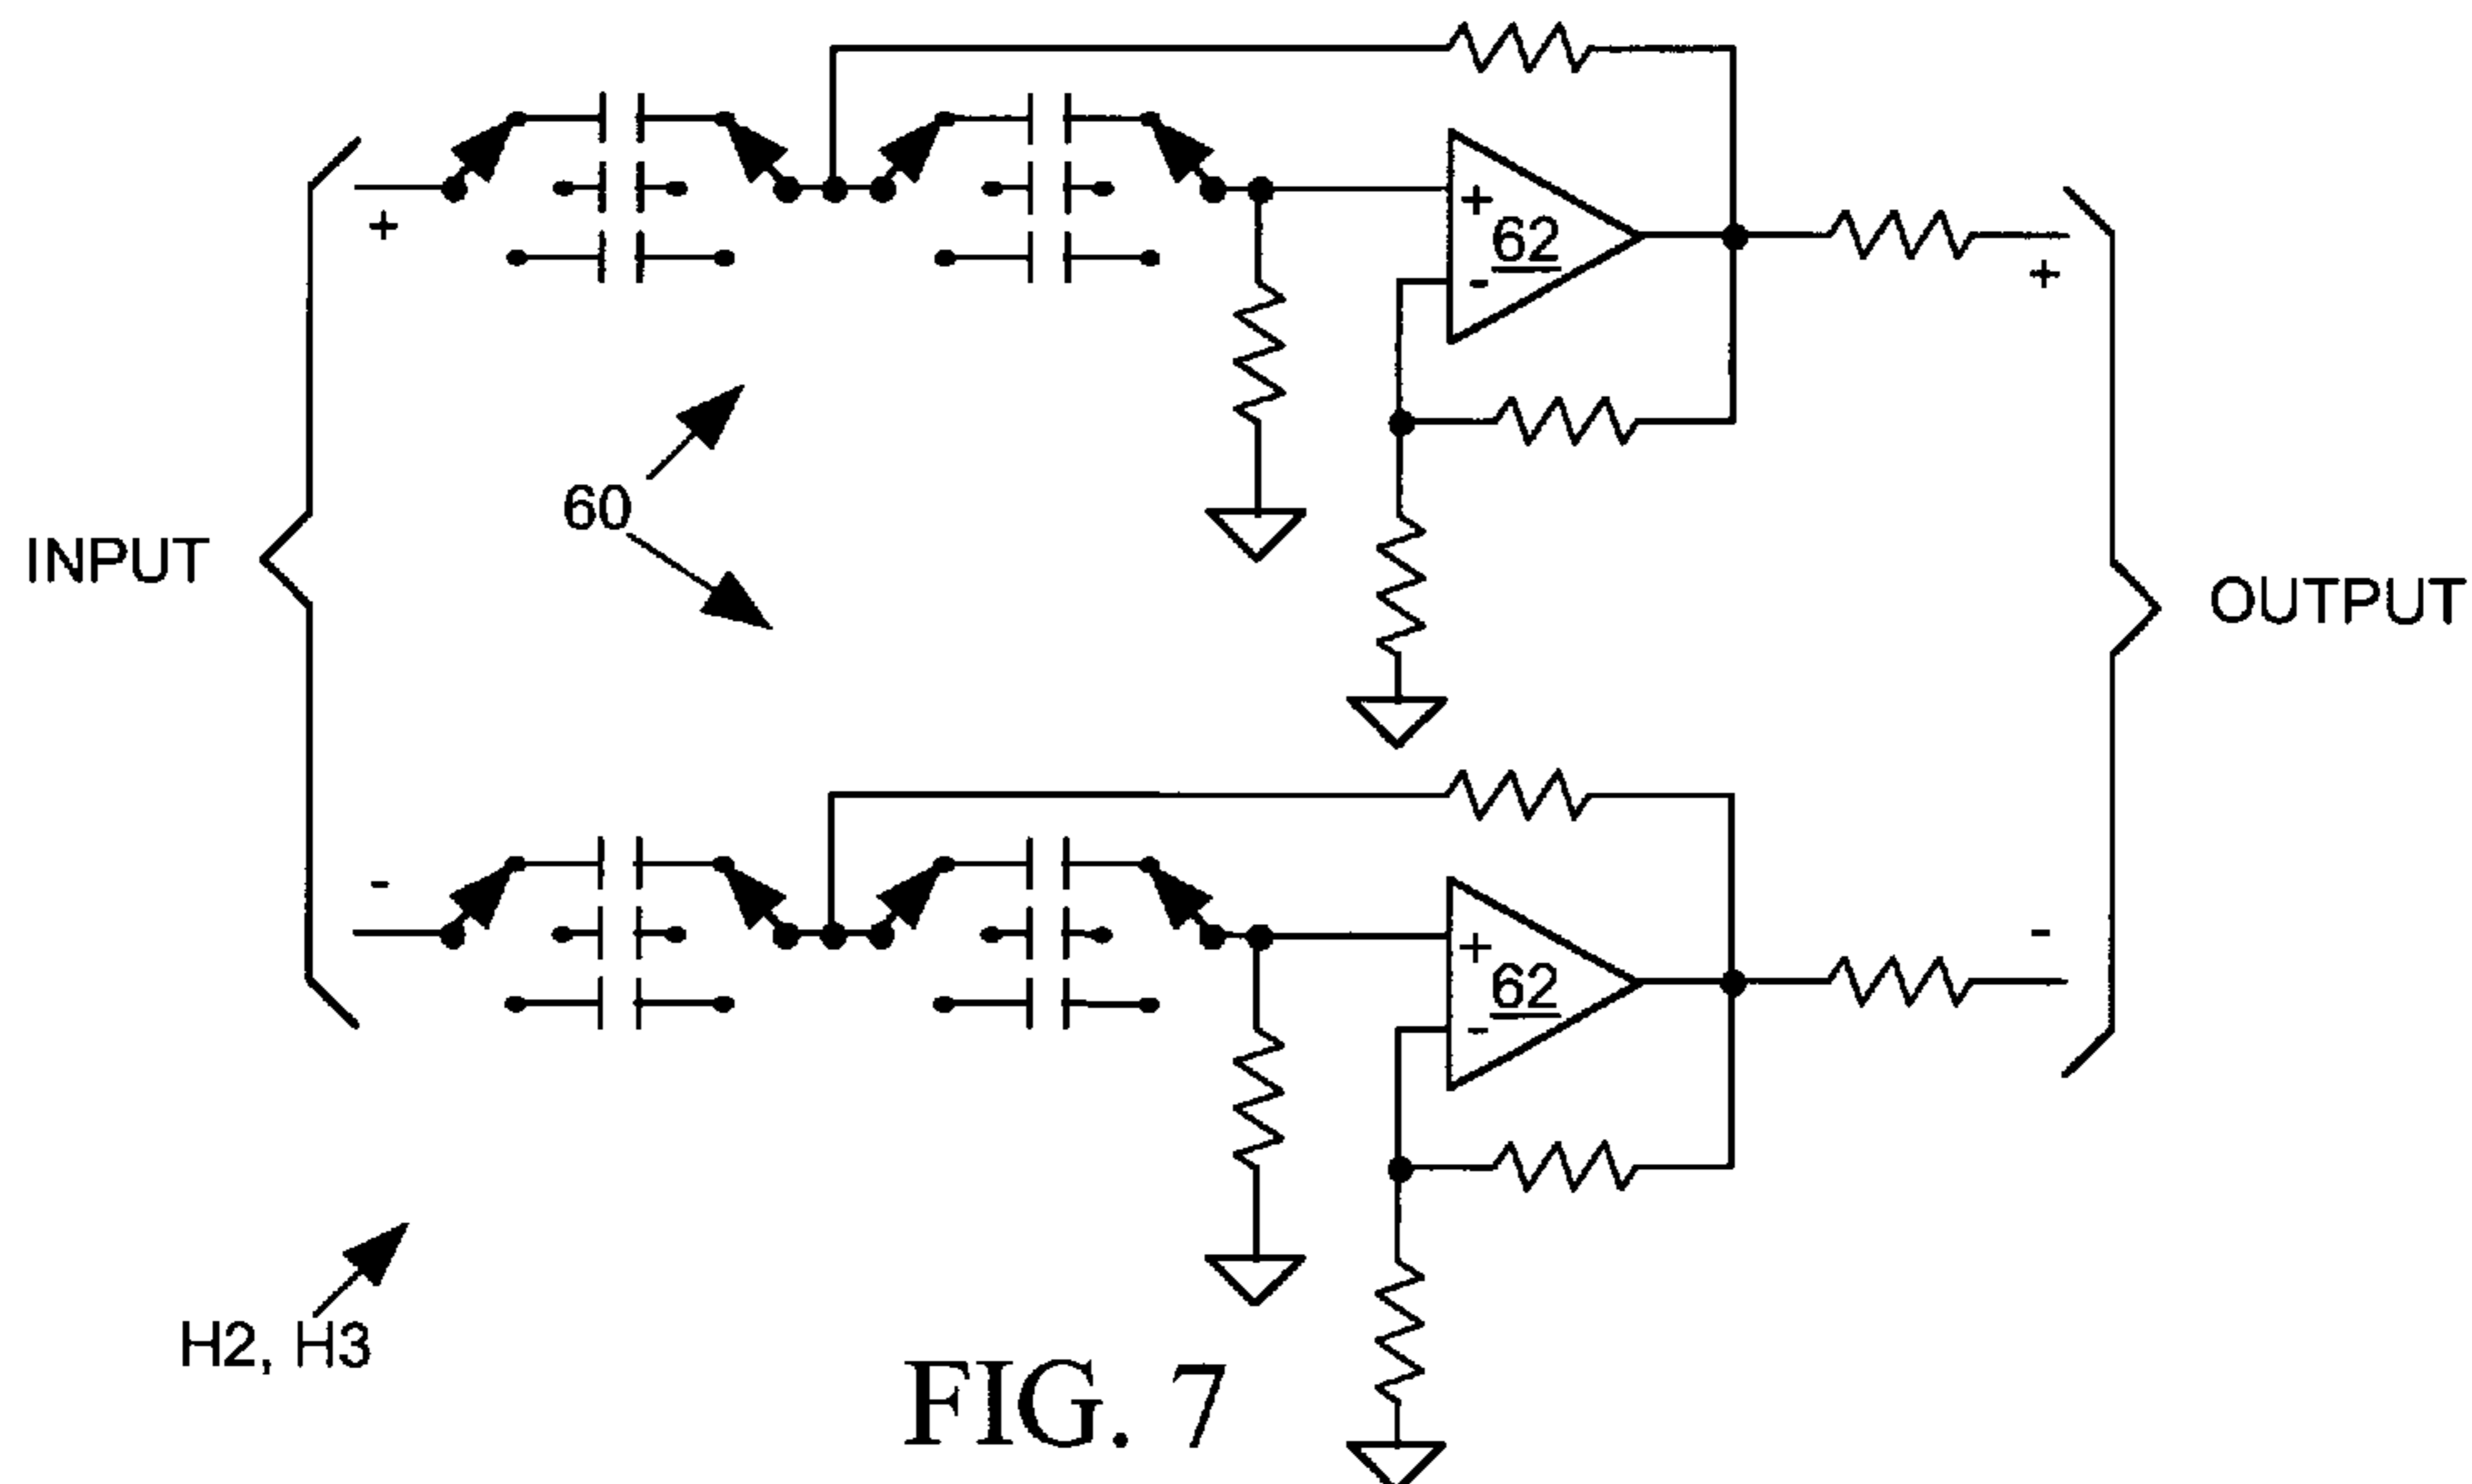 +
+
62
-
+
60
INPUT
OUTPUT
-
-
+
62
-
H2, H3
FIG. 7